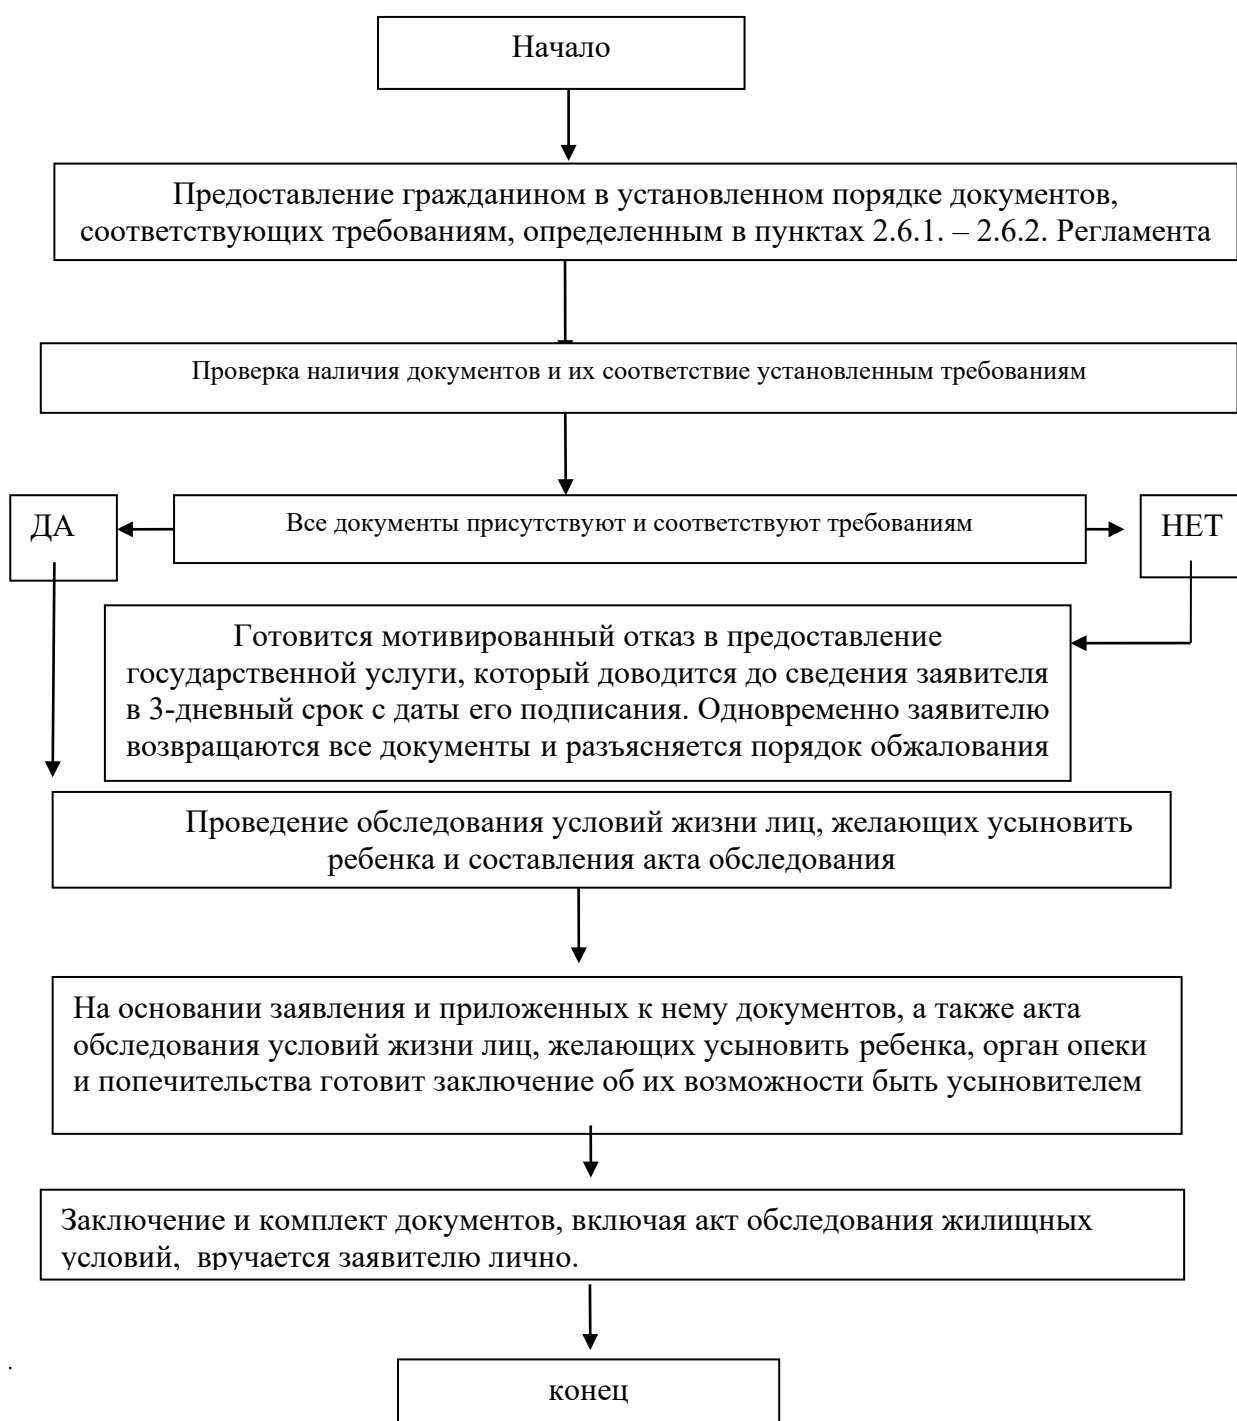 Начало
Предоставление гражданином в установленном порядке документов,
соответствующих требованиям, определенным в пунктах 2.6.1. – 2.6.2. Регламента
Проверка наличия документов и их соответствие установленным требованиям
ДА
Все документы присутствуют и соответствуют требованиям
НЕТ
Готовится мотивированный отказ в предоставление
государственной услуги, который доводится до сведения заявителя
в 3-дневный срок с даты его подписания. Одновременно заявителю
возвращаются все документы и разъясняется порядок обжалования
Проведение обследования условий жизни лиц, желающих усыновить
ребенка и составления акта обследования
На основании заявления и приложенных к нему документов, а также акта
обследования условий жизни лиц, желающих усыновить ребенка, орган опеки
и попечительства готовит заключение об их возможности быть усыновителем
Заключение и комплект документов, включая акт обследования жилищных
условий, вручается заявителю лично.
.
конец